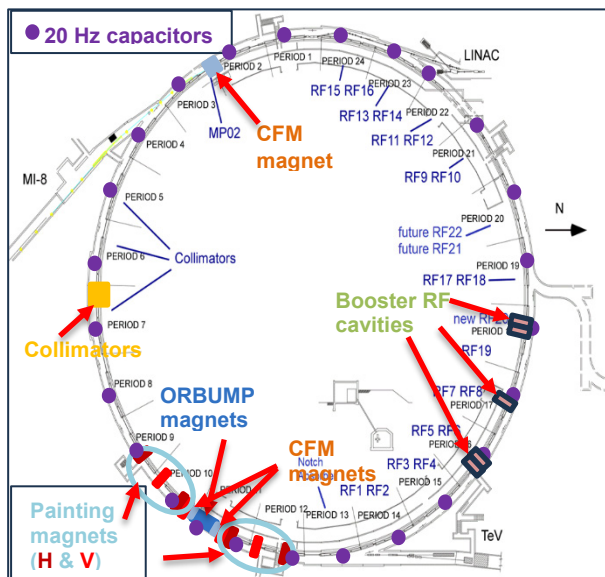 20 Hz capacitors
LINAC
PERIOD 1
PERIOD 2
PERIOD 24
PERIOD 3
PERIOD 23
RF15 RF16
RF13 RF14
PERIOD 22
MP02
CFM
magnet
RF11 RF12
PERIOD 4
PERIOD 21
RF9 RF10
MI-8
PERIOD 5
PERIOD 20
N
future RF22
future RF21
Collimators
PERIOD 6
PERIOD 19
RF17 RF18
Booster RF
cavities
new
PERIOD
PERIOD 7
Collimators
RF19
ORBUMP
magnets
PERIOD 8
RF7 RF8
PERIOD 17
RF5
PERIOD 9
CFM
magnets
RF3 RF4
PERIOD 10
Notch
PERIOD 15
RF1 RF2
PERIOD 12
PERIOD 13
PERIOD 14
TeV
Painting
magnets
(H & V)